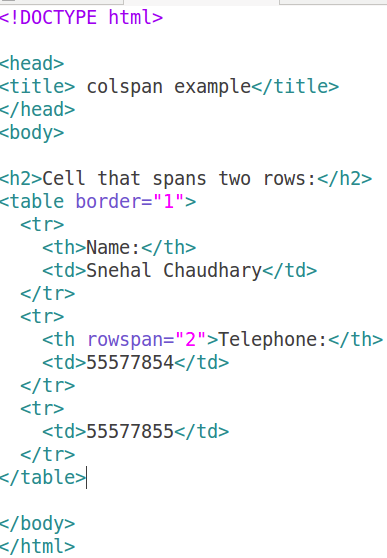 <!DOCTYPE html>
<head>
<title> colspan example</title>
</head>
<body>
<h2>Cell that spans two rows:</h2>
<table border="1">
<tr>
<th>Name:</th>
<td>Snehal Chaudhary</td>
</tr>
<tr>
<th rowspan="2">Telephone:</th>
<td>55577854</td>
</tr>
<tr>
<td>55577855</td>
</tr>
</table>
</body>
</html>